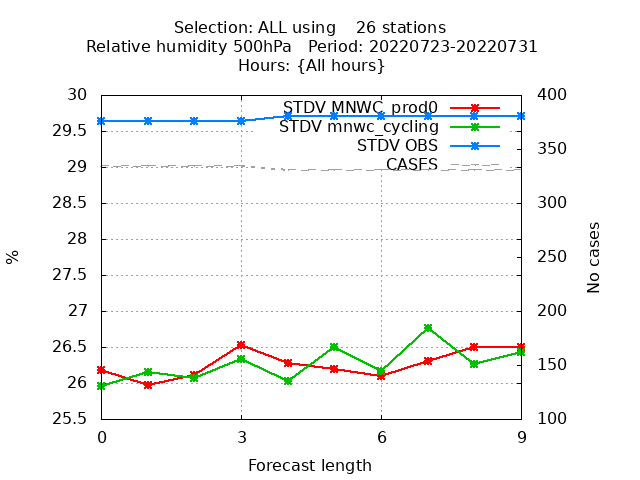 Selection: ALL using    26 stations
Relative humidity 500hPa   Period: 20220723-20220731
Hours: {All hours}
30
29.5
29
28.5
28
27.5
27
26.5
26
25.5
%
400
350
300
250
200
150
100
No cases
STDV MNWC_prod0
STDV mnwc_cycling
STDV OBS
CASES
0
3
6
9
Forecast length